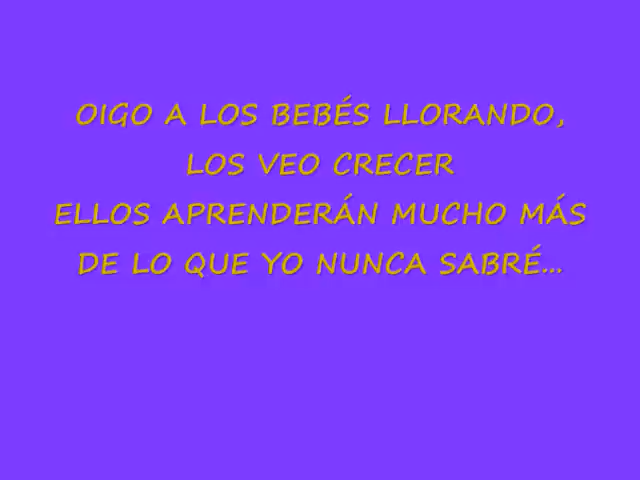 OIGO A LOS BEBÉS LLORANDO,
LOS VEO CRECER
ELLOS APRENDERÁN MUCHO MÁS
DE LO QUE YO NUNCA SABRÉ...